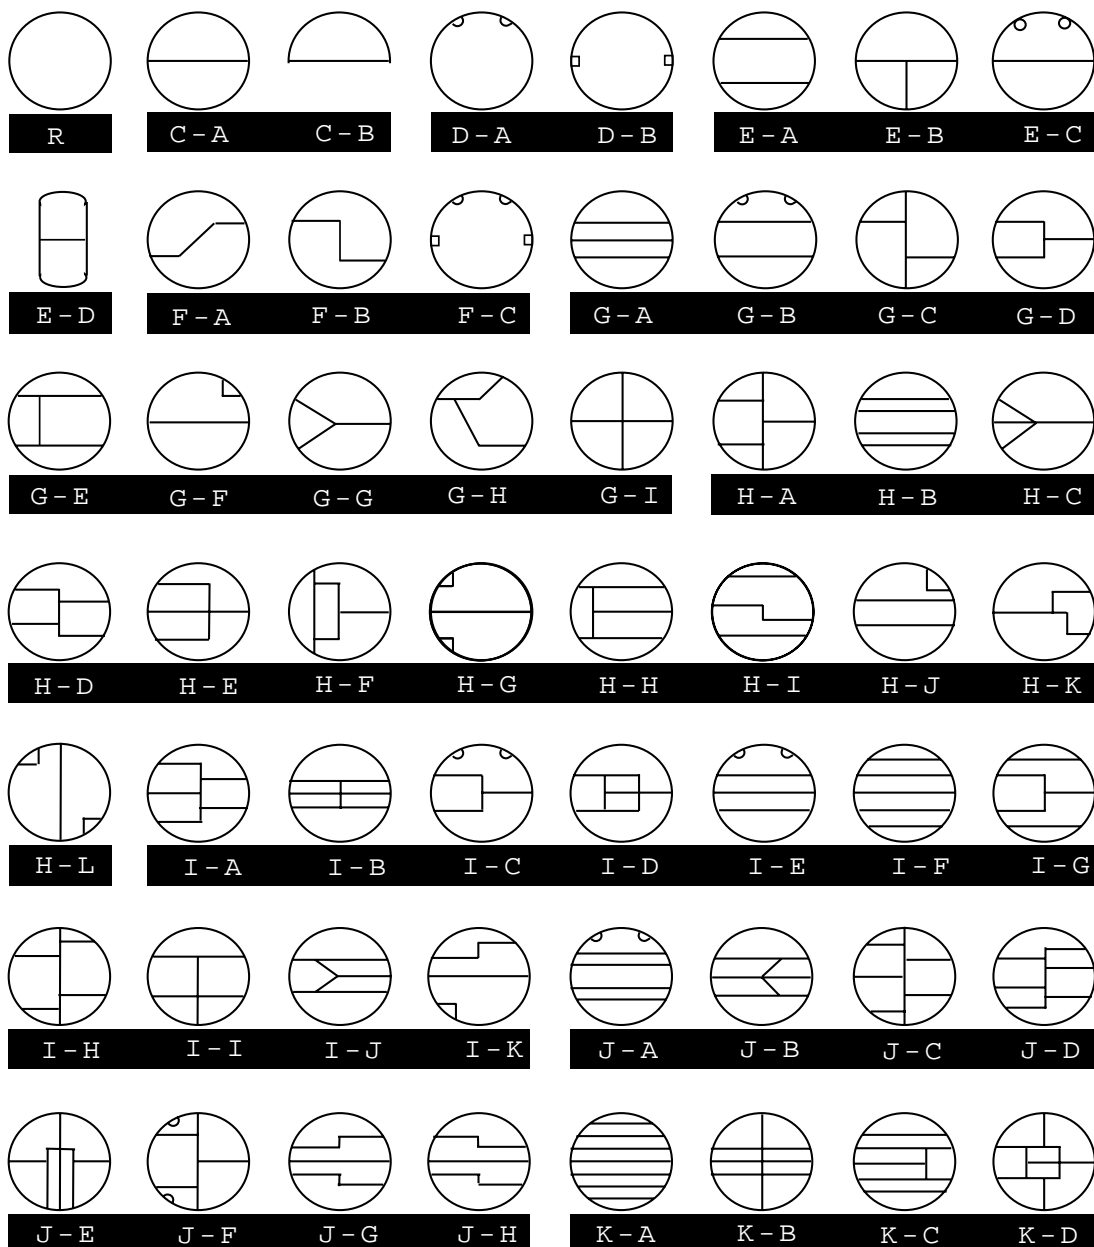 R C-A C-B D-A D-B E-A E-B E-C
E-D F-A F-B F-C G-A G-B G-C G-D
G-E G-F G-G G-H G-I H-A H-B H-C
H-D H-E H-F H-G H-H H-I H-J H-K
H-L I-A I-B I-C I-D I-E I-F I-G
I-H I-I I-J I-K J-A J-B J-C J-D
J-E J-F J-G J-H K-A K-B K-C K-D